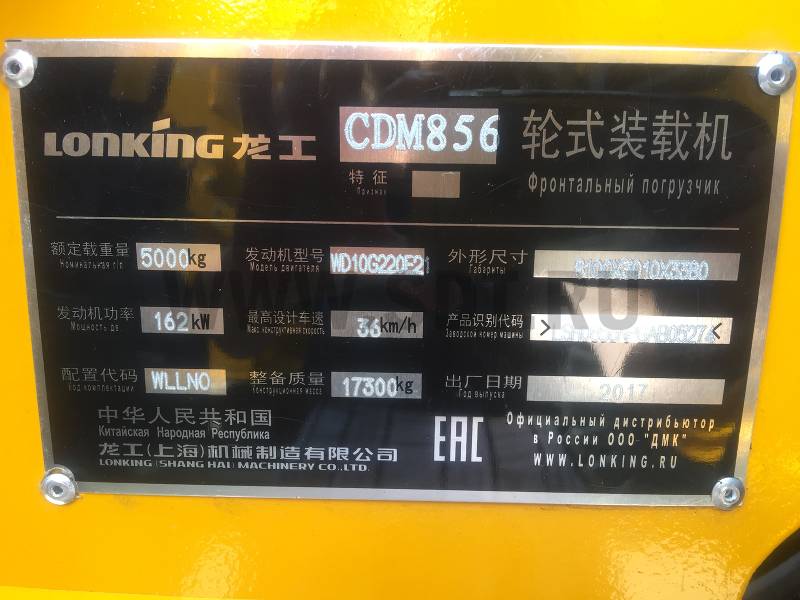 LONKING 龙工 CDM856 轮式装载机
特征
Признак
Фронтальный погрузчик
额定载重量 5000kg 发动机型号 WD10G220E21 外形尺寸
Номинальная г/п Модель двигателя Габариты
发动机功率 162kW 最高设计车速 36km/h 产品识别代码
Мощность дв Макс. конструктивная скорость Заводской номер машины
配置代码 WLLNO 整备质量 17300kg 出厂日期 2017
Код комплектации Конструкционная масса Год выпуска
中华人民共和国
Китайская Народная Республика
龙工(上海)机械制造有限公司
LONKING (SHANG HAI) MACHINERY CO., LTD.
EAC
Официальный дистрибьютор
в России ООО "ДМК"
WWW.LONKING.RU